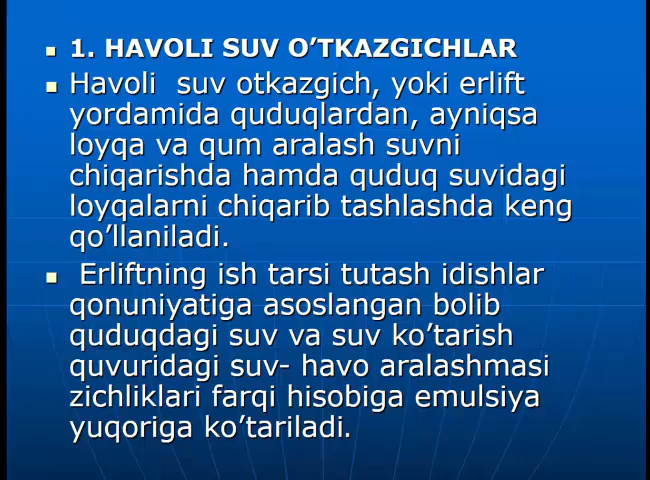 1. HAVOLI SUV O’TKAZGICHLAR
Havoli suv otkazgich, yoki erlift
yordamida quduqlardan, ayniqsa
loyqa va qum aralash suvni
chiqarishda hamda quduq suvidagi
loyqalarni chiqarib tashlashda keng
qo’llaniladi.
Erliftning ish tarsi tutash idishlar
qonuniyatiga asoslangan bolib
quduqdagi suv va suv ko’tarish
quvuridagi suv- havo aralashmasi
zichliklari farqi hisobiga emulsiya
yuqoriga ko’tariladi.